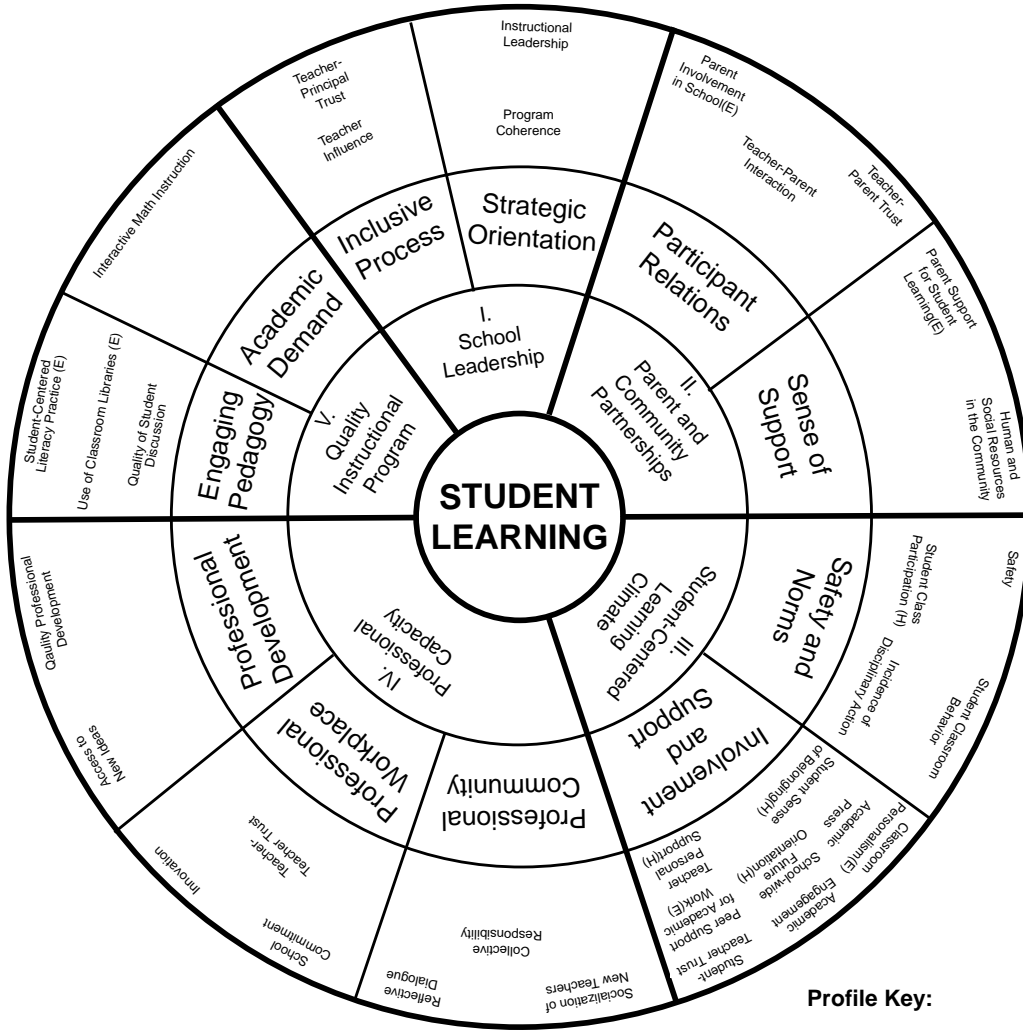 STUDENT
LEARNING
I.
School
Leadership
Inclusive
Process
Teacher-
Principal
Trust
Teacher
Influence
Strategic
Orientation
Instructional
Leadership
Program
Coherence
II.
Parent and
Community
Partnerships
Participant
Relations
Parent
Involvement
in School(E)
Teacher-Parent
Interaction
Teacher-
Parent Trust
Sense of
Support
Parent Support
for Student
Learning(E)
Human and
Social Resources
in the Community
III.
Student-Centered
Learning
Climate
Safety and
Norms
Safety
Student Class
Participation (H)
Incidence of
Disciplinary Action
Student Classroom
Behavior
Involvement
and
Support
Student Sense
of Belonging(H)
Classroom
Personalism(E)
Academic
Press
School-wide
Future
Orientation(H)
Academic
Engagement
Teacher
Personal
Support(H)
Peer Support
for Academic
Work(E)
Student-
Teacher Trust
IV.
Professional
Capacity
Professional
Community
Socialization of
New Teachers
Collective
Responsibility
Reflective
Dialogue
Professional
Workplace
School
Commitment
Teacher-
Teacher Trust
Innovation
Professional
Development
Access to
New Ideas
Qaulity Professional
Development
V.
Quality
Instructional
Program
Engaging
Pedagogy
Student-Centered
Literacy Practice (E)
Use of Classroom Libraries (E)
Quality of Student
Discussion
Academic
Demand
Interactive Math Instruction
Profile Key: